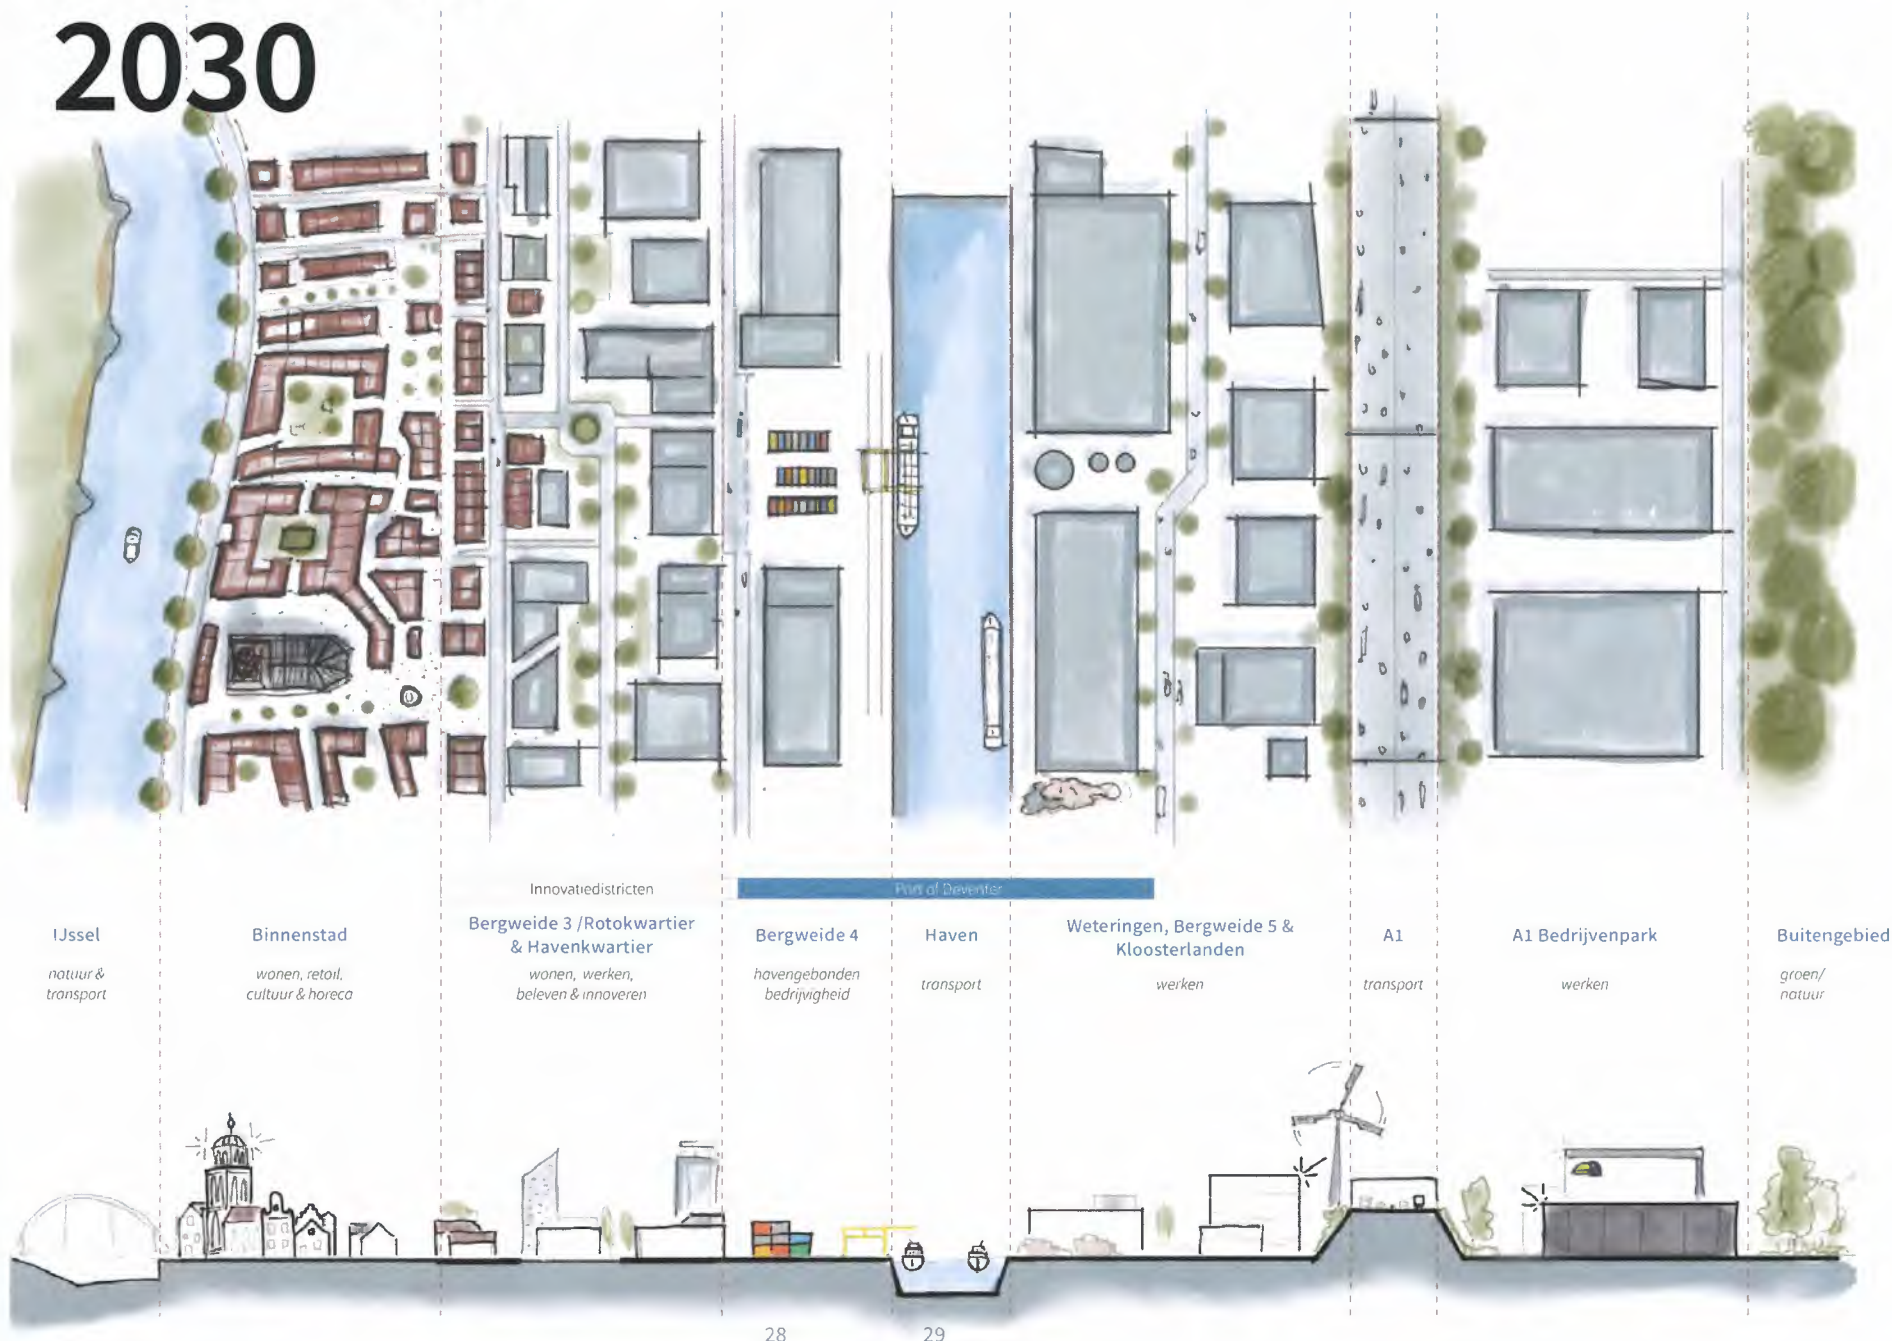 2030
Innovatiedistricten
Port of Deventer
IJssel
natuur &
transport
Binnenstad
wonen, retail,
cultuur & horeca
Bergweide 3 /Rotokwartier
& Havenkwartier
wonen, werken,
beleven & innoveren
Bergweide 4
havengebonden
bedrijvigheid
Haven
transport
Weteringen, Bergweide 5 &
Kloosterlanden
werken
A1
transport
A1 Bedrijvenpark
werken
Buitengebied
groen/
natuur
28
29